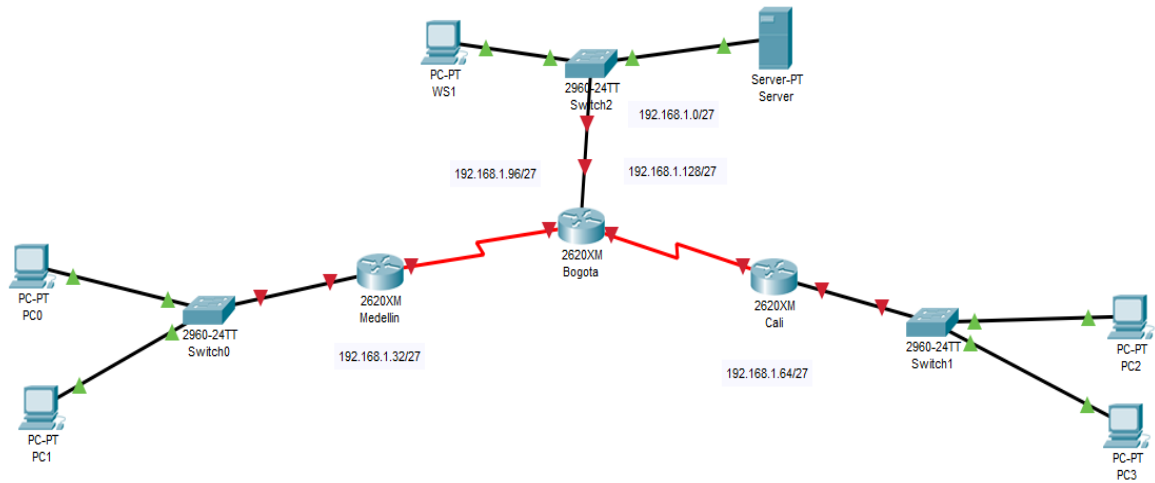 PC-PT
WS1
2960-24TT
Switch2
Server-PT
Server
192.168.1.0/27
192.168.1.96/27
192.168.1.128/27
2620XM
Bogota
PC-PT
PC0
2960-24TT
Switch0
2620XM
Medellin
192.168.1.32/27
PC-PT
PC1
2620XM
Cali
192.168.1.64/27
2960-24TT
Switch1
PC-PT
PC2
PC-PT
PC3